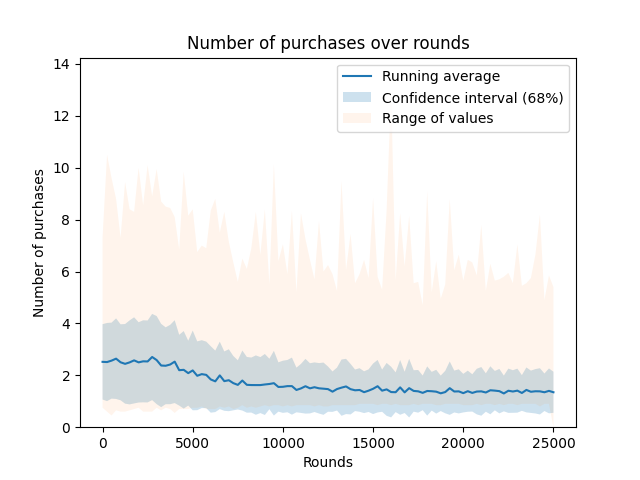 Number of purchases over rounds
Number of purchases
14
12
10
8
6
4
2
0
Running average
Confidence interval (68%)
Range of values
0
5000
10000
15000
20000
25000
Rounds